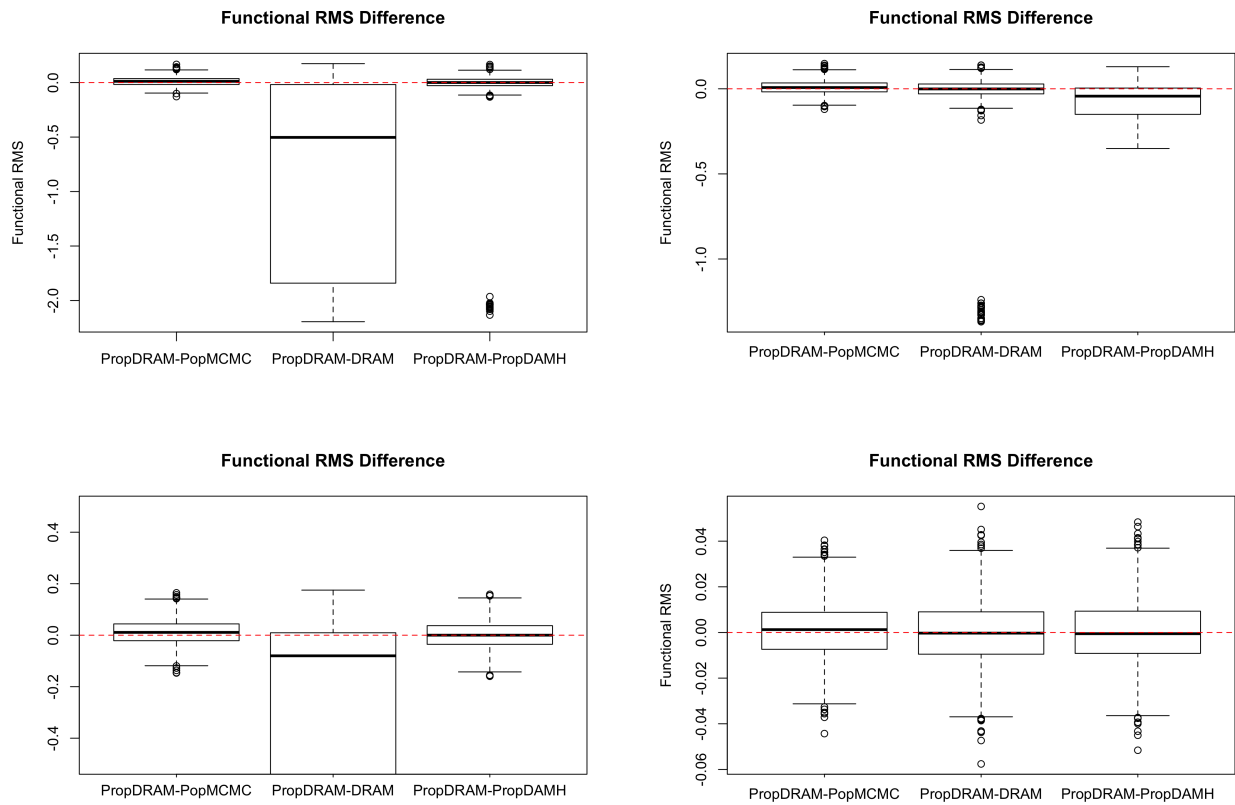 Functional RMS Difference
Functional RMS
0.0
-0.5
-1.0
-1.5
-2.0
PropDRAM-PopMCMC
PropDRAM-DRAM
PropDRAM-PropDAMH
Functional RMS Difference
Functional RMS
0.0
-0.5
-1.0
PropDRAM-PopMCMC
PropDRAM-DRAM
PropDRAM-PropDAMH
Functional RMS Difference
0.4
0.2
0.0
-0.2
-0.4
PropDRAM-PopMCMC
PropDRAM-DRAM
PropDRAM-PropDAMH
Functional RMS Difference
Functional RMS
0.04
0.02
0.00
-0.02
-0.04
-0.06
PropDRAM-PopMCMC
PropDRAM-DRAM
PropDRAM-PropDAMH